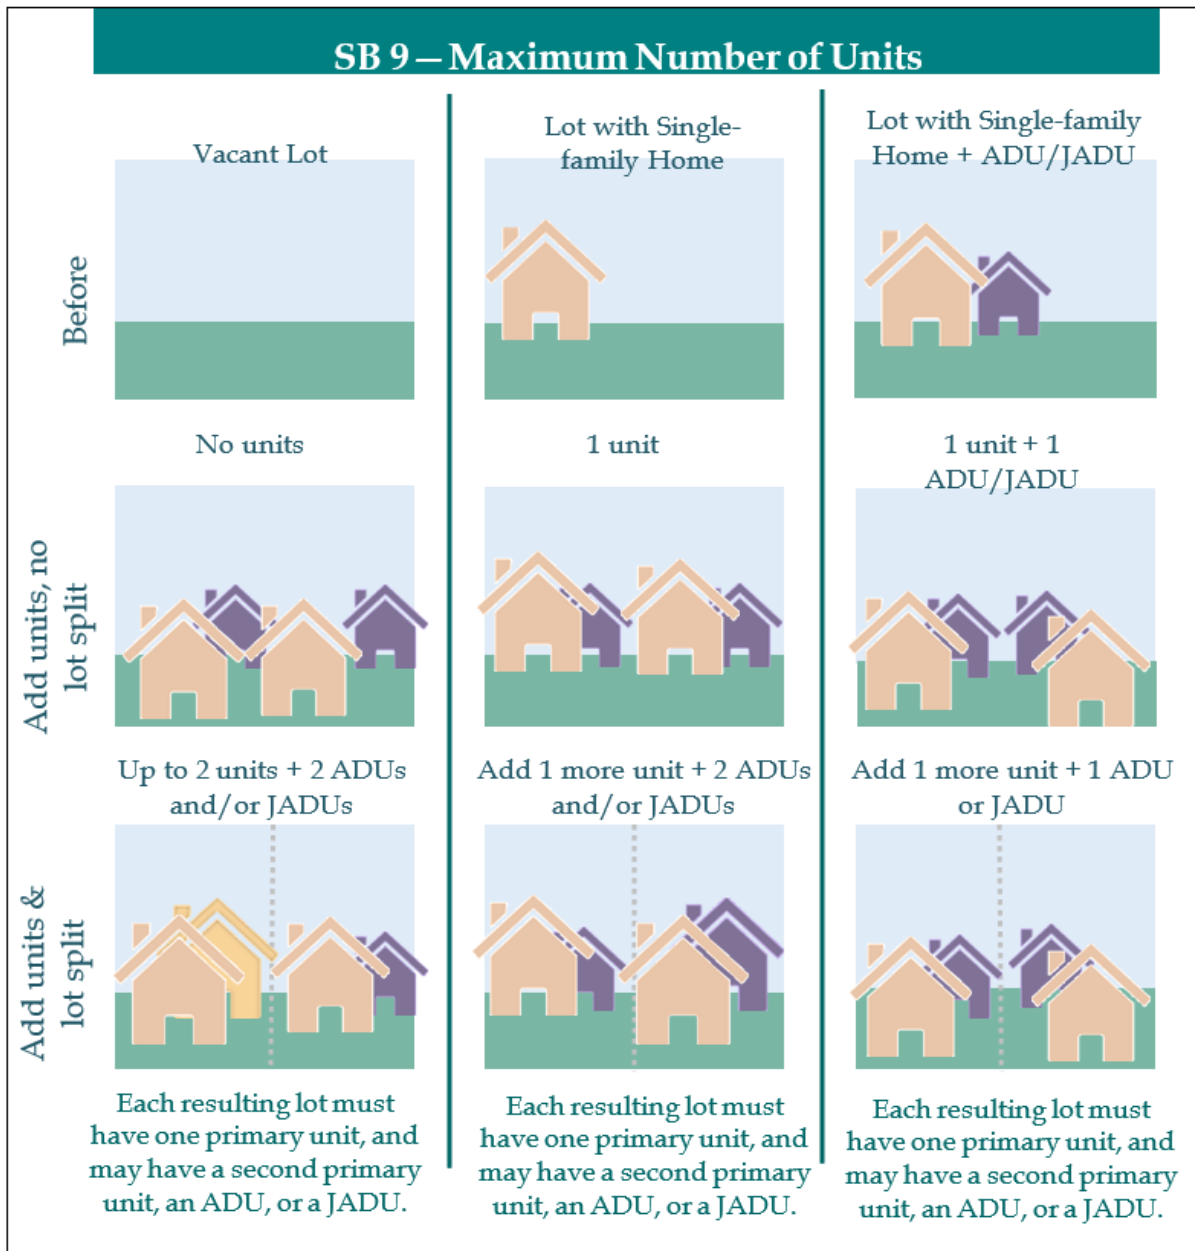 SB 9 — Maximum Number of Units
Vacant Lot
Lot with Single-
family Home
Lot with Single-family
Home + ADU/JADU
Before
No units
1 unit
1 unit + 1
ADU/JADU
Add units, no
lot split
Up to 2 units + 2 ADUs
and/or JADUs
Add 1 more unit + 2 ADUs
and/or JADUs
Add 1 more unit + 1 ADU
or JADU
Add units &
lot split
Each resulting lot must
have one primary unit, and
may have a second primary
unit, an ADU, or a JADU.
Each resulting lot must
have one primary unit, and
may have a second primary
unit, an ADU, or a JADU.
Each resulting lot must
have one primary unit, and
may have a second primary
unit, an ADU, or a JADU.